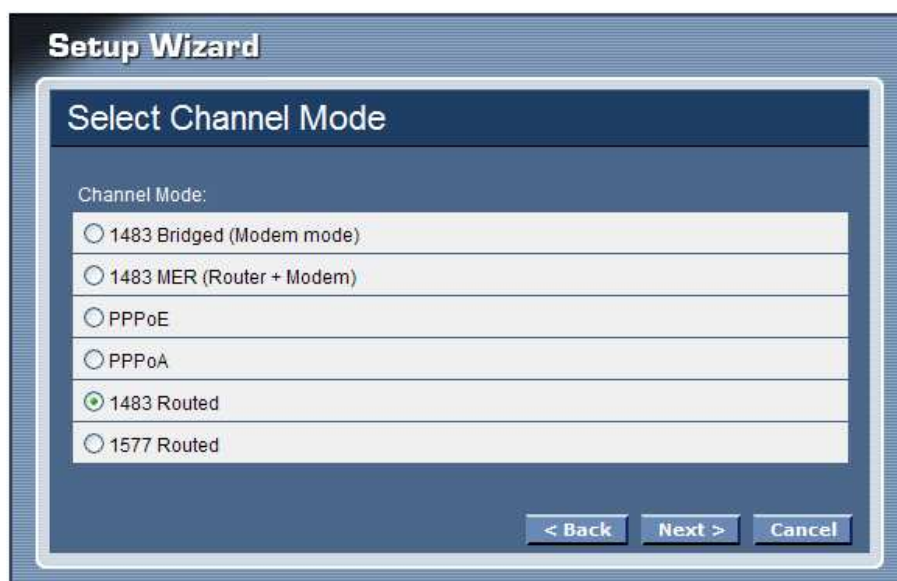 Setup Wizard
Select Channel Mode
Channel Mode:
1483 Bridged (Modem mode)
1483 MER (Router + Modem)
PPPoE
PPPoA
1483 Routed
1577 Routed
< Back Next > Cancel